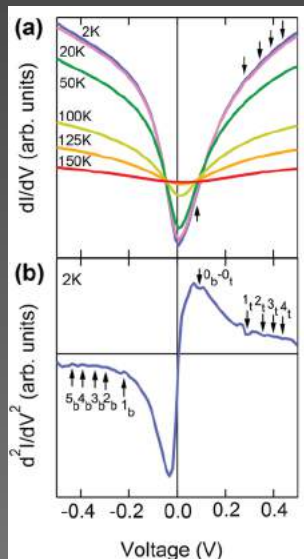 (a)
2K
20K
50K
100K
125K
150K
dI/dV (arb. units)
(b)
2K
0b-0t
1t 2t 3t 4t
5b 4b 3b 2b 1b
d²I/dV² (arb. units)
-0.4 -0.2 0.0 0.2 0.4
Voltage (V)